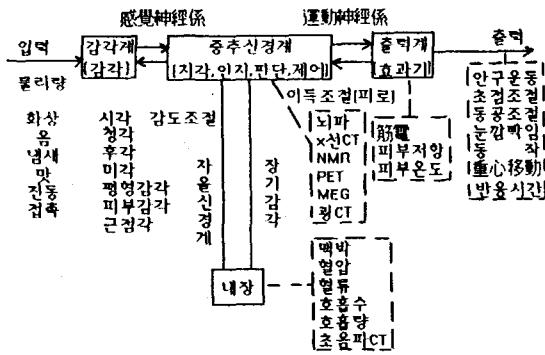 感覺神經係 運動神經係
입력 감각계 {감각} 중추신경계 {지각,인지,판단,제어} 출력계 효과기 출력
물리량
화상
음
냄새
맛
진동
접촉
시각 감도조절
청각
후각
미각
평형감각
피부감각
근점각
자율신경계
장기감각
이득조절(피로)
뇌파
X선CT
NMR
PET
MEG
핑CT
筋電
피부저항
피부온도
안구운동
초점조절
동공조절
눈깜빡임
동작
重心移動
반응시간
내장
맥박
혈압
혈류
호흡수
호흡량
초음파CT